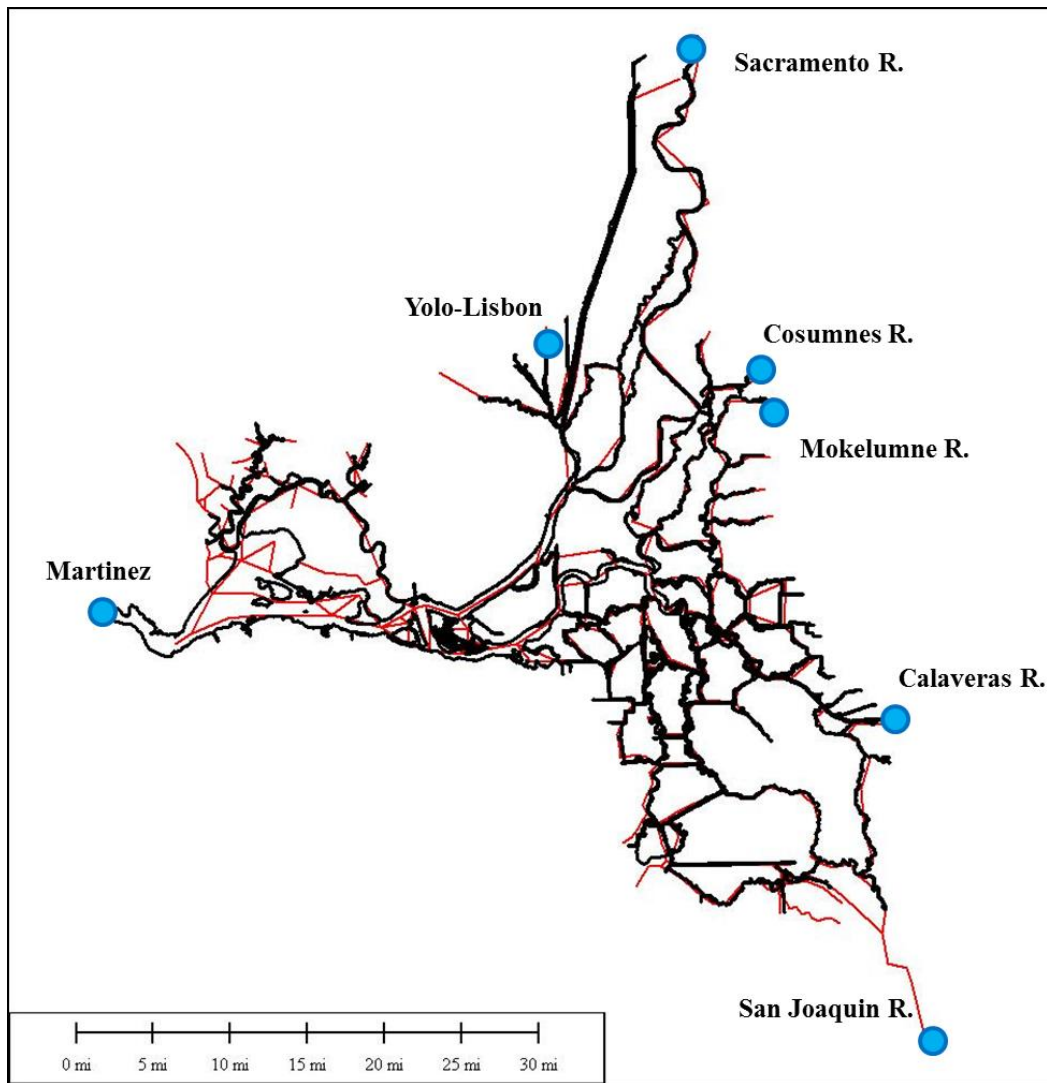 Sacramento R.
Yolo-Lisbon
Cosumnes R.
Mokelumne R.
Martinez
Calaveras R.
San Joaquin R.
0 mi 5 mi 10 mi 15 mi 20 mi 25 mi 30 mi